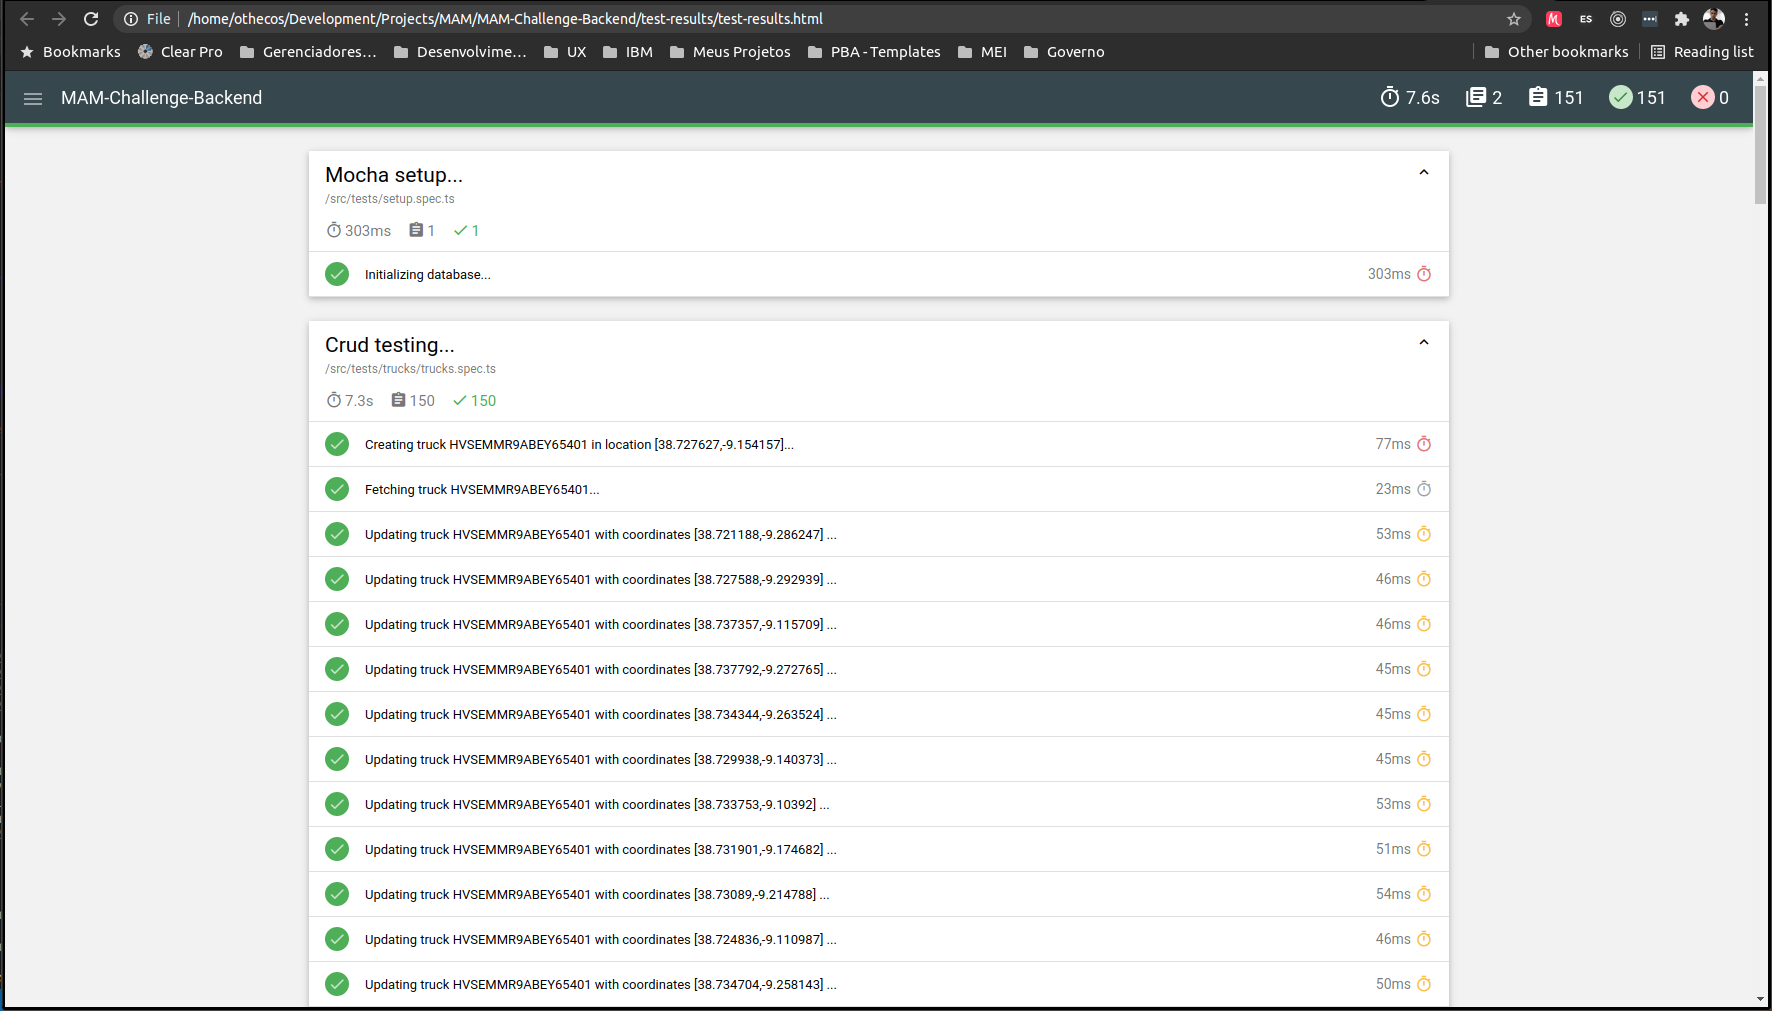 File /home/othecos/Development/Projects/MAM/MAM-Challenge-Backend/test-results/test-results.html ES
Bookmarks Clear Pro Gerenciadores... Desenvolvime... UX IBM Meus Projetos PBA - Templates MEI Governo Other bookmarks Reading list
MAM-Challenge-Backend 7.6s 2 151 151 0
Mocha setup...
/src/tests/setup.spec.ts
303ms 1 1
Initializing database... 303ms
Crud testing...
/src/tests/trucks/trucks.spec.ts
7.3s 150 150
Creating truck HVSEMMR9ABEY65401 in location [38.727627,-9.154157]... 77ms
Fetching truck HVSEMMR9ABEY65401... 23ms
Updating truck HVSEMMR9ABEY65401 with coordinates [38.721188,-9.286247] ... 53ms
Updating truck HVSEMMR9ABEY65401 with coordinates [38.727588,-9.292939] ... 46ms
Updating truck HVSEMMR9ABEY65401 with coordinates [38.737357,-9.115709] ... 46ms
Updating truck HVSEMMR9ABEY65401 with coordinates [38.737792,-9.272765] ... 45ms
Updating truck HVSEMMR9ABEY65401 with coordinates [38.734344,-9.263524] ... 45ms
Updating truck HVSEMMR9ABEY65401 with coordinates [38.729938,-9.140373] ... 45ms
Updating truck HVSEMMR9ABEY65401 with coordinates [38.733753,-9.10392] ... 53ms
Updating truck HVSEMMR9ABEY65401 with coordinates [38.731901,-9.174682] ... 51ms
Updating truck HVSEMMR9ABEY65401 with coordinates [38.73089,-9.214788] ... 54ms
Updating truck HVSEMMR9ABEY65401 with coordinates [38.724836,-9.110987] ... 46ms
Updating truck HVSEMMR9ABEY65401 with coordinates [38.734704,-9.258143] ... 50ms